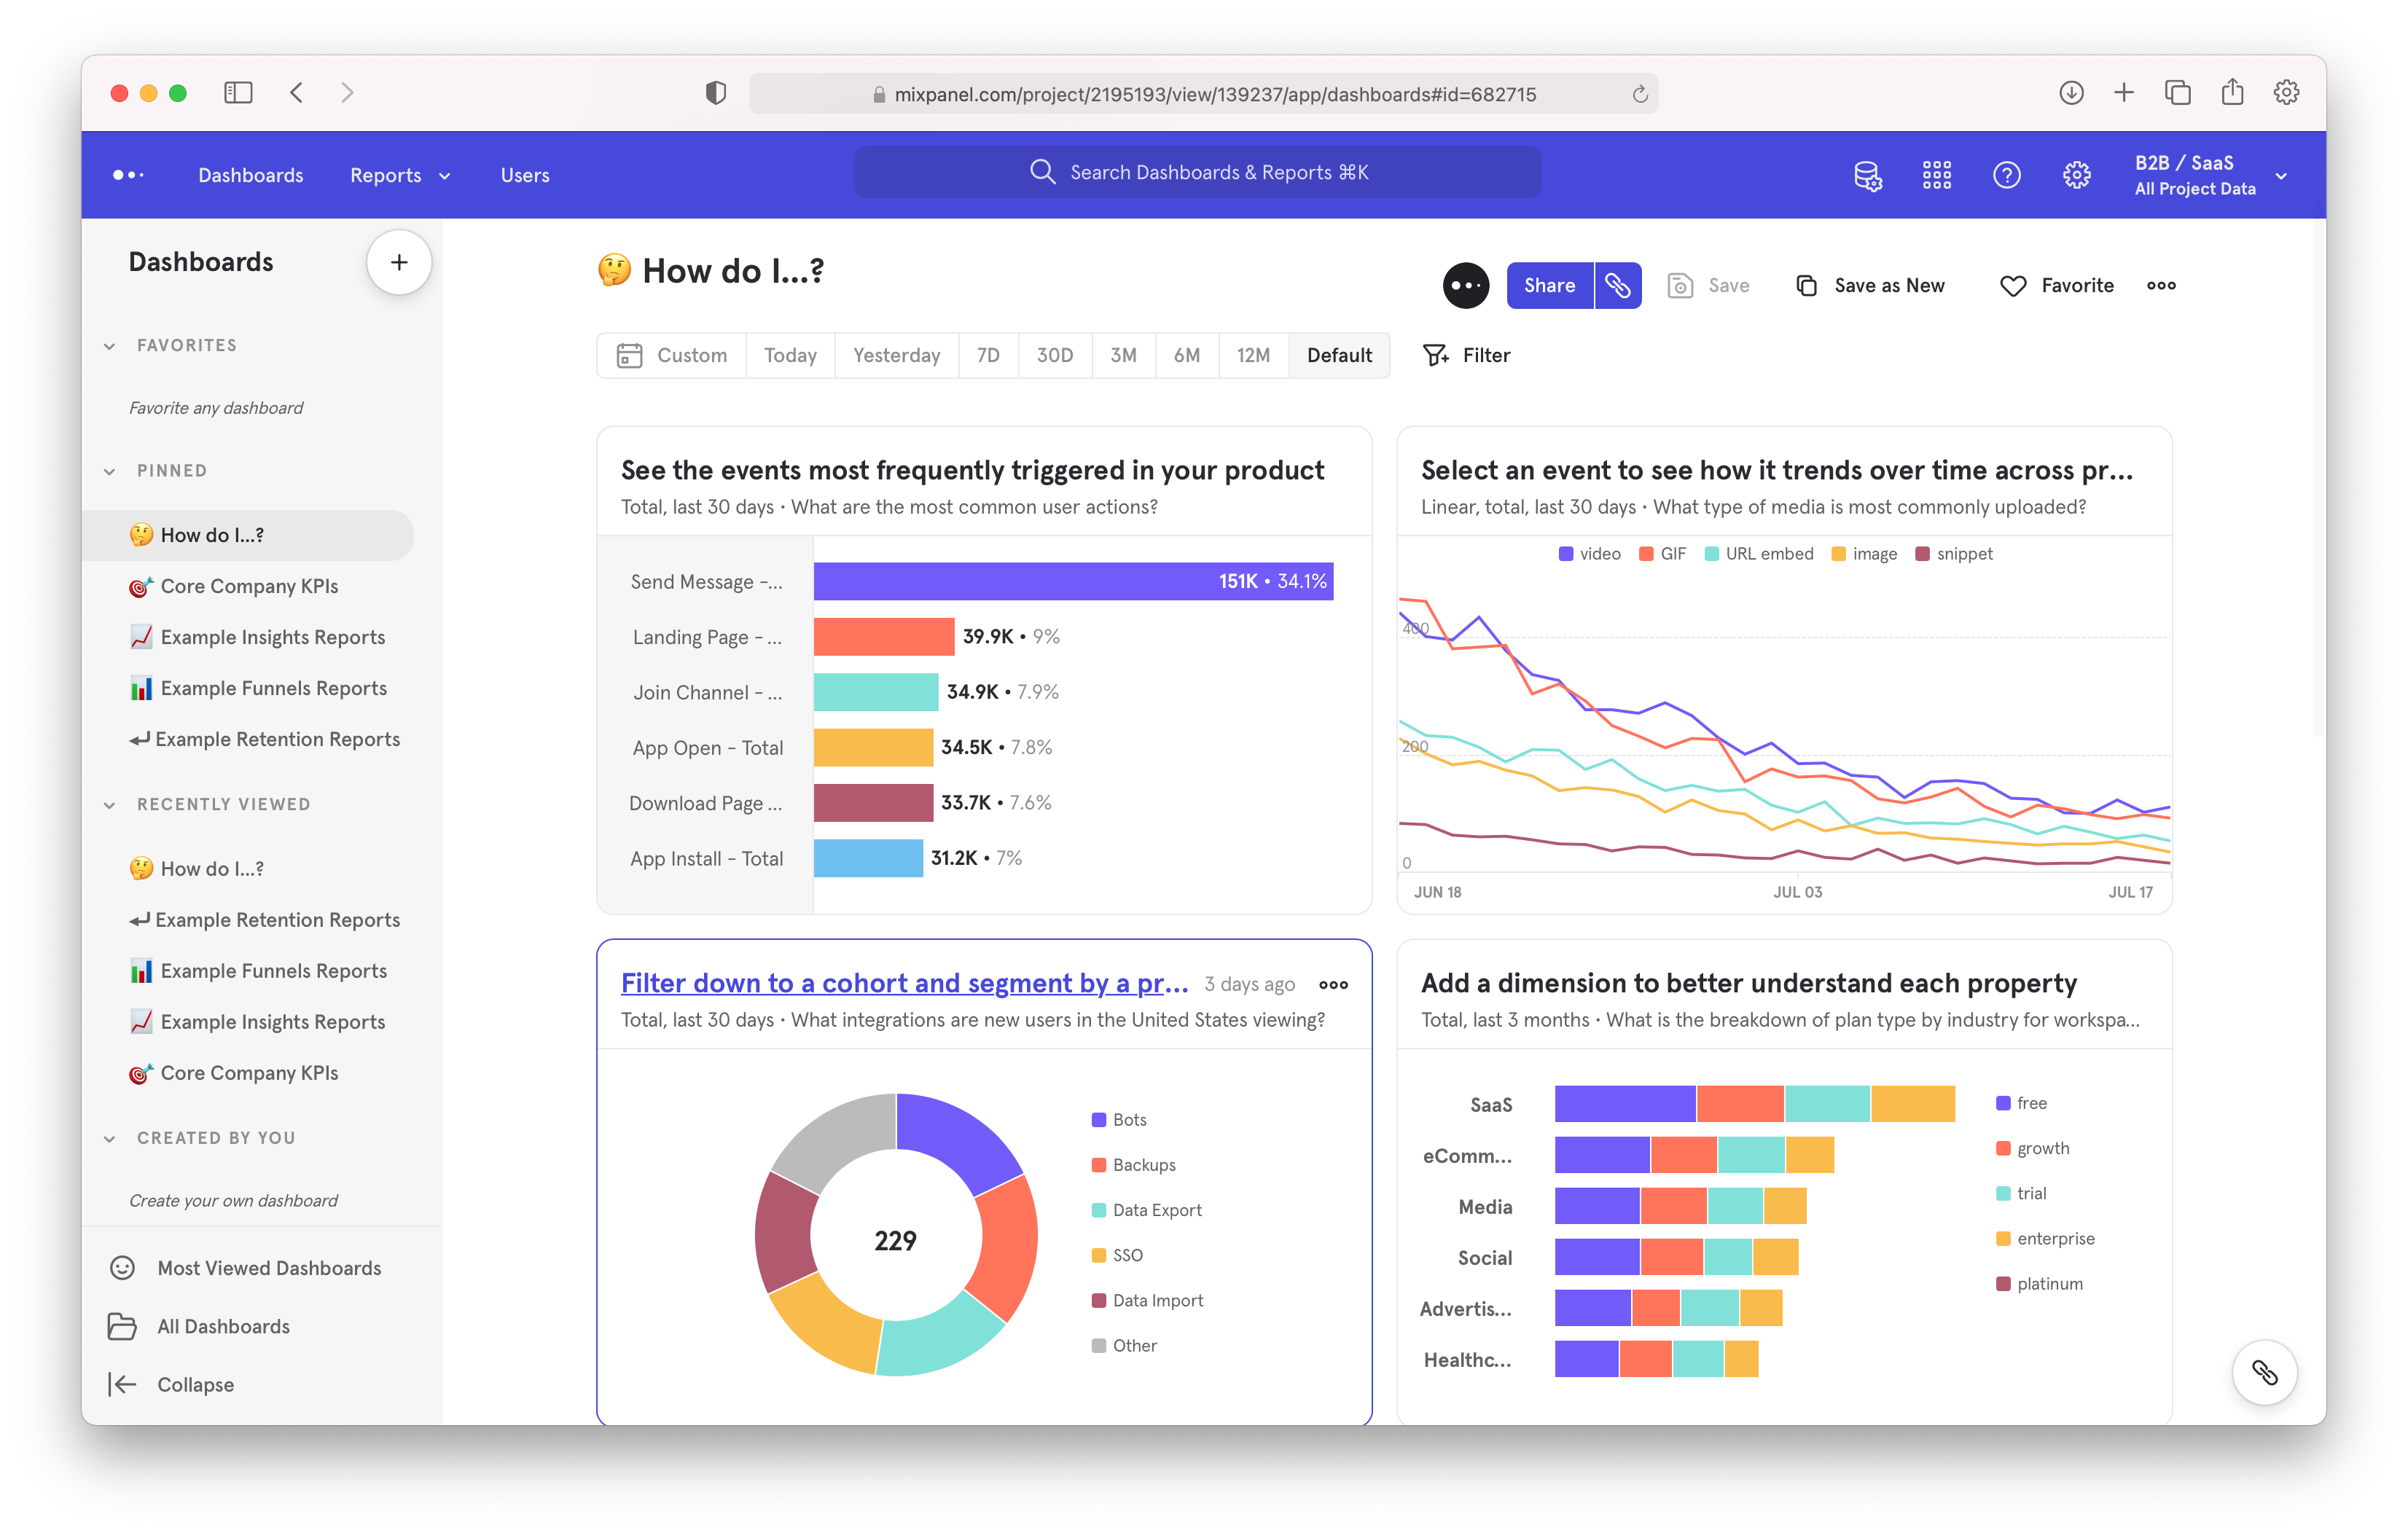 mixpanel.com/project/2195193/view/139237/app/dashboards#id=682715
Dashboards
Reports
Users
Search Dashboards & Reports ⌘K
B2B / SaaS
All Project Data
Dashboards
+
FAVORITES
Favorite any dashboard
PINNED
🤔 How do I...?
🎯 Core Company KPIs
📈 Example Insights Reports
📊 Example Funnels Reports
Example Retention Reports
RECENTLY VIEWED
🤔 How do I...?
Example Retention Reports
📊 Example Funnels Reports
📈 Example Insights Reports
🎯 Core Company KPIs
CREATED BY YOU
Create your own dashboard
Most Viewed Dashboards
All Dashboards
Collapse
🤔 How do I...?
Share
Save
Save as New
Favorite
Custom
Today
Yesterday
7D
30D
3M
6M
12M
Default
Filter
See the events most frequently triggered in your product
Total, last 30 days • What are the most common user actions?
Send Message -... 151K • 34.1%
Landing Page - ... 39.9K • 9%
Join Channel - ... 34.9K • 7.9%
App Open - Total 34.5K • 7.8%
Download Page ... 33.7K • 7.6%
App Install - Total 31.2K • 7%
Select an event to see how it trends over time across pr...
Linear, total, last 30 days • What type of media is most commonly uploaded?
video GIF URL embed image snippet
400
200
0
JUN 18 JUL 03 JUL 17
Filter down to a cohort and segment by a pr... 3 days ago
Total, last 30 days • What integrations are new users in the United States viewing?
229
Bots
Backups
Data Export
SSO
Data Import
Other
Add a dimension to better understand each property
Total, last 3 months • What is the breakdown of plan type by industry for workspa...
SaaS
eComm...
Media
Social
Advertis...
Healthc...
free
growth
trial
enterprise
platinum